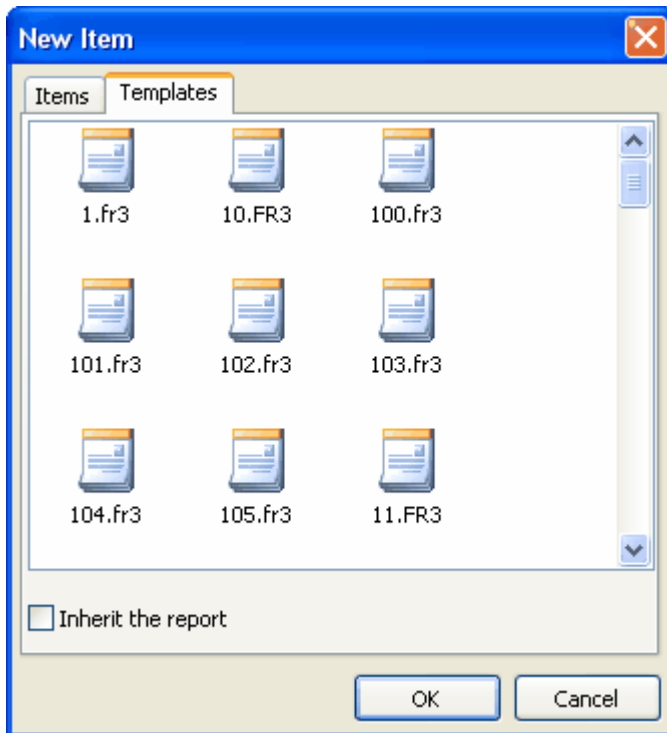 New Item
Items Templates
1.fr3 10.FR3 100.fr3
101.fr3 102.fr3 103.fr3
104.fr3 105.fr3 11.FR3
Inherit the report
OK Cancel